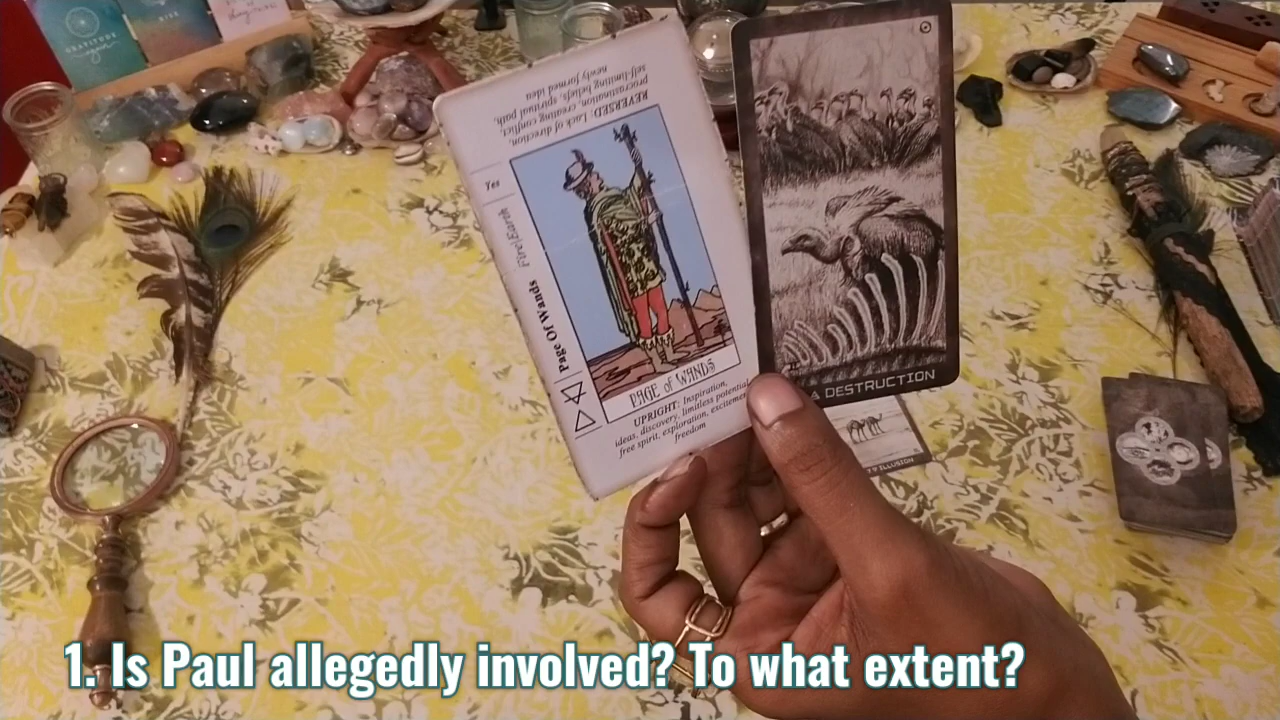 GRATITUDE
RISE
REVERSED: Lack of direction,
procrastination, creating conflict,
self-limiting beliefs, spiritual path,
newly formed idea
Yes
Page Of Wands Fire/Earth
PAGE of WANDS
UPRIGHT: Inspiration,
ideas, discovery, limitless potential,
free spirit, exploration, excitement,
freedom
A DESTRUCTION
ILLUSION
1. Is Paul allegedly involved? To what extent?